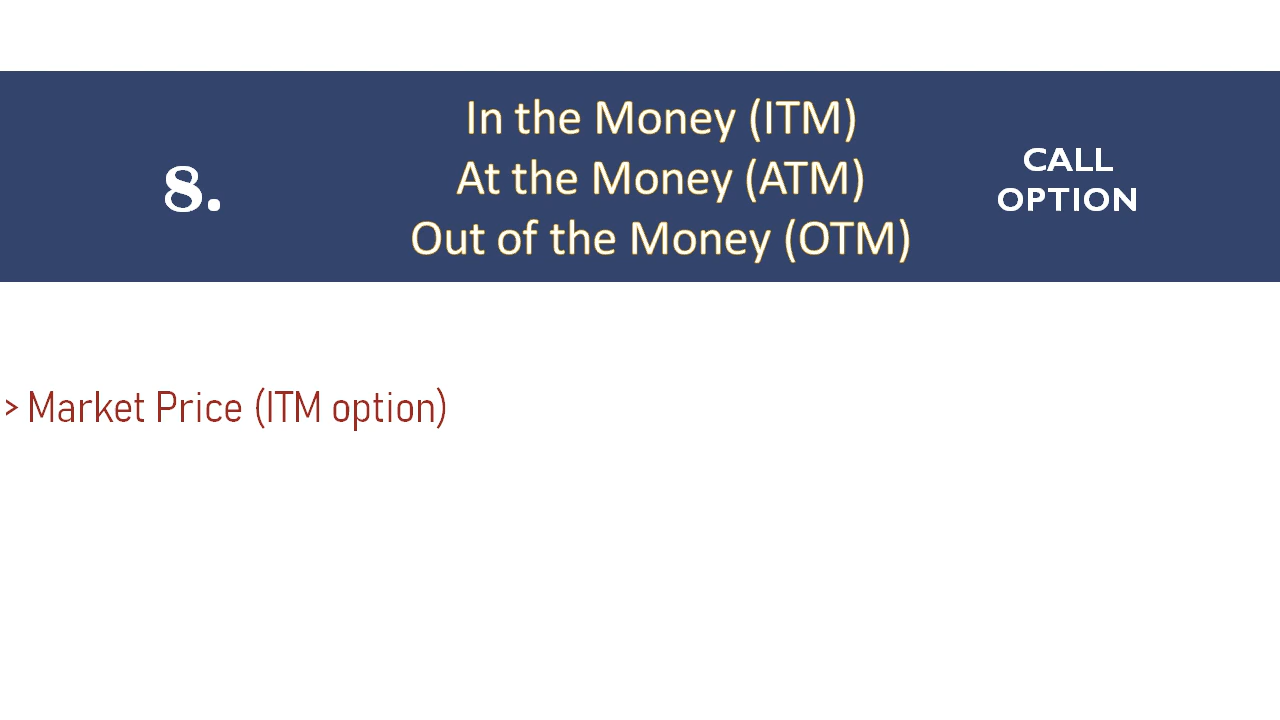 8.
In the Money (ITM)
At the Money (ATM)
Out of the Money (OTM)
CALL
OPTION
> Market Price (ITM option)